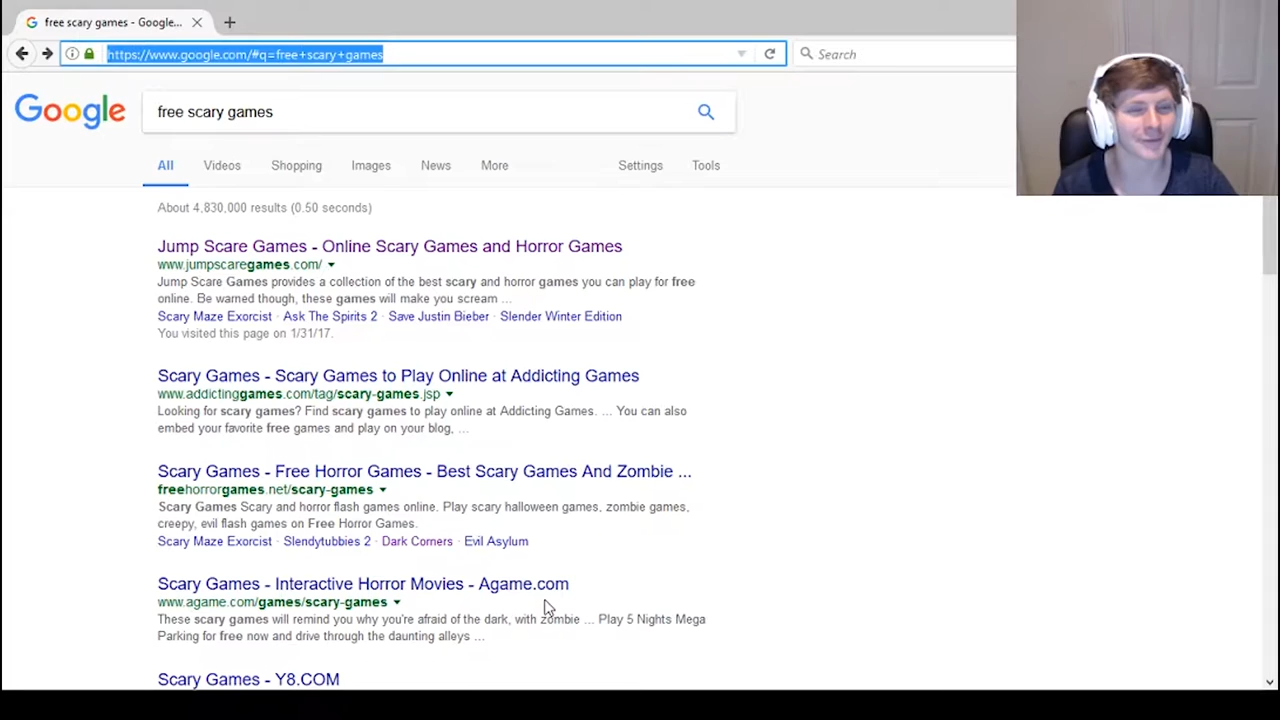 free scary games - Google...
https://www.google.com/#q=free+scary+games
Search
Google
free scary games
All Videos Shopping Images News More Settings Tools
About 4,830,000 results (0.50 seconds)
Jump Scare Games - Online Scary Games and Horror Games
www.jumpscaregames.com/
Jump Scare Games provides a collection of the best scary and horror games you can play for free
online. Be warned though, these games will make you scream ...
Scary Maze Exorcist · Ask The Spirits 2 · Save Justin Bieber · Slender Winter Edition
You visited this page on 1/31/17.
Scary Games - Scary Games to Play Online at Addicting Games
www.addictinggames.com/tag/scary-games.jsp
Looking for scary games? Find scary games to play online at Addicting Games. ... You can also
embed your favorite free games and play on your blog, ...
Scary Games - Free Horror Games - Best Scary Games And Zombie ...
freehorrorgames.net/scary-games
Scary Games Scary and horror flash games online. Play scary halloween games, zombie games,
creepy, evil flash games on Free Horror Games.
Scary Maze Exorcist · Slendytubbies 2 · Dark Corners · Evil Asylum
Scary Games - Interactive Horror Movies - Agame.com
www.agame.com/games/scary-games
These scary games will remind you why you're afraid of the dark, with zombie ... Play 5 Nights Mega
Parking for free now and drive through the daunting alleys ...
Scary Games - Y8.COM